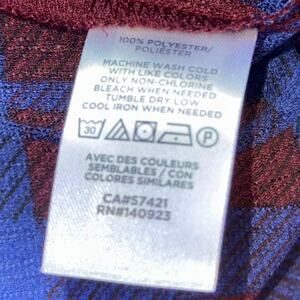 100% POLYESTER/
POLIÉSTER
MACHINE WASH COLD
WITH LIKE COLORS
ONLY NON-CHLORINE
BLEACH WHEN NEEDED
TUMBLE DRY LOW
COOL IRON WHEN NEEDED
30 P
AVEC DES COULEURS
SEMBLABLES / CON
COLORES SIMILARES
CA#57421
RN#140923